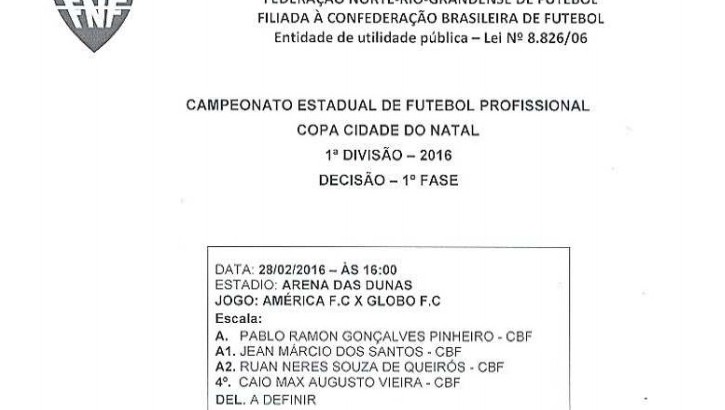 FNF
FEDERAÇÃO NORTE-RIO-GRANDENSE DE FUTEBOL
FILIADA À CONFEDERAÇÃO BRASILEIRA DE FUTEBOL
Entidade de utilidade pública – Lei Nº 8.826/06
CAMPEONATO ESTADUAL DE FUTEBOL PROFISSIONAL
COPA CIDADE DO NATAL
1ª DIVISÃO – 2016
DECISÃO – 1º FASE
DATA: 28/02/2016 – ÀS 16:00
ESTADIO: ARENA DAS DUNAS
JOGO: AMÉRICA F.C X GLOBO F.C
Escala:
A. PABLO RAMON GONÇALVES PINHEIRO - CBF
A1. JEAN MÁRCIO DOS SANTOS - CBF
A2. RUAN NERES SOUZA DE QUEIRÓS - CBF
4º. CAIO MAX AUGUSTO VIEIRA - CBF
DEL. A DEFINIR